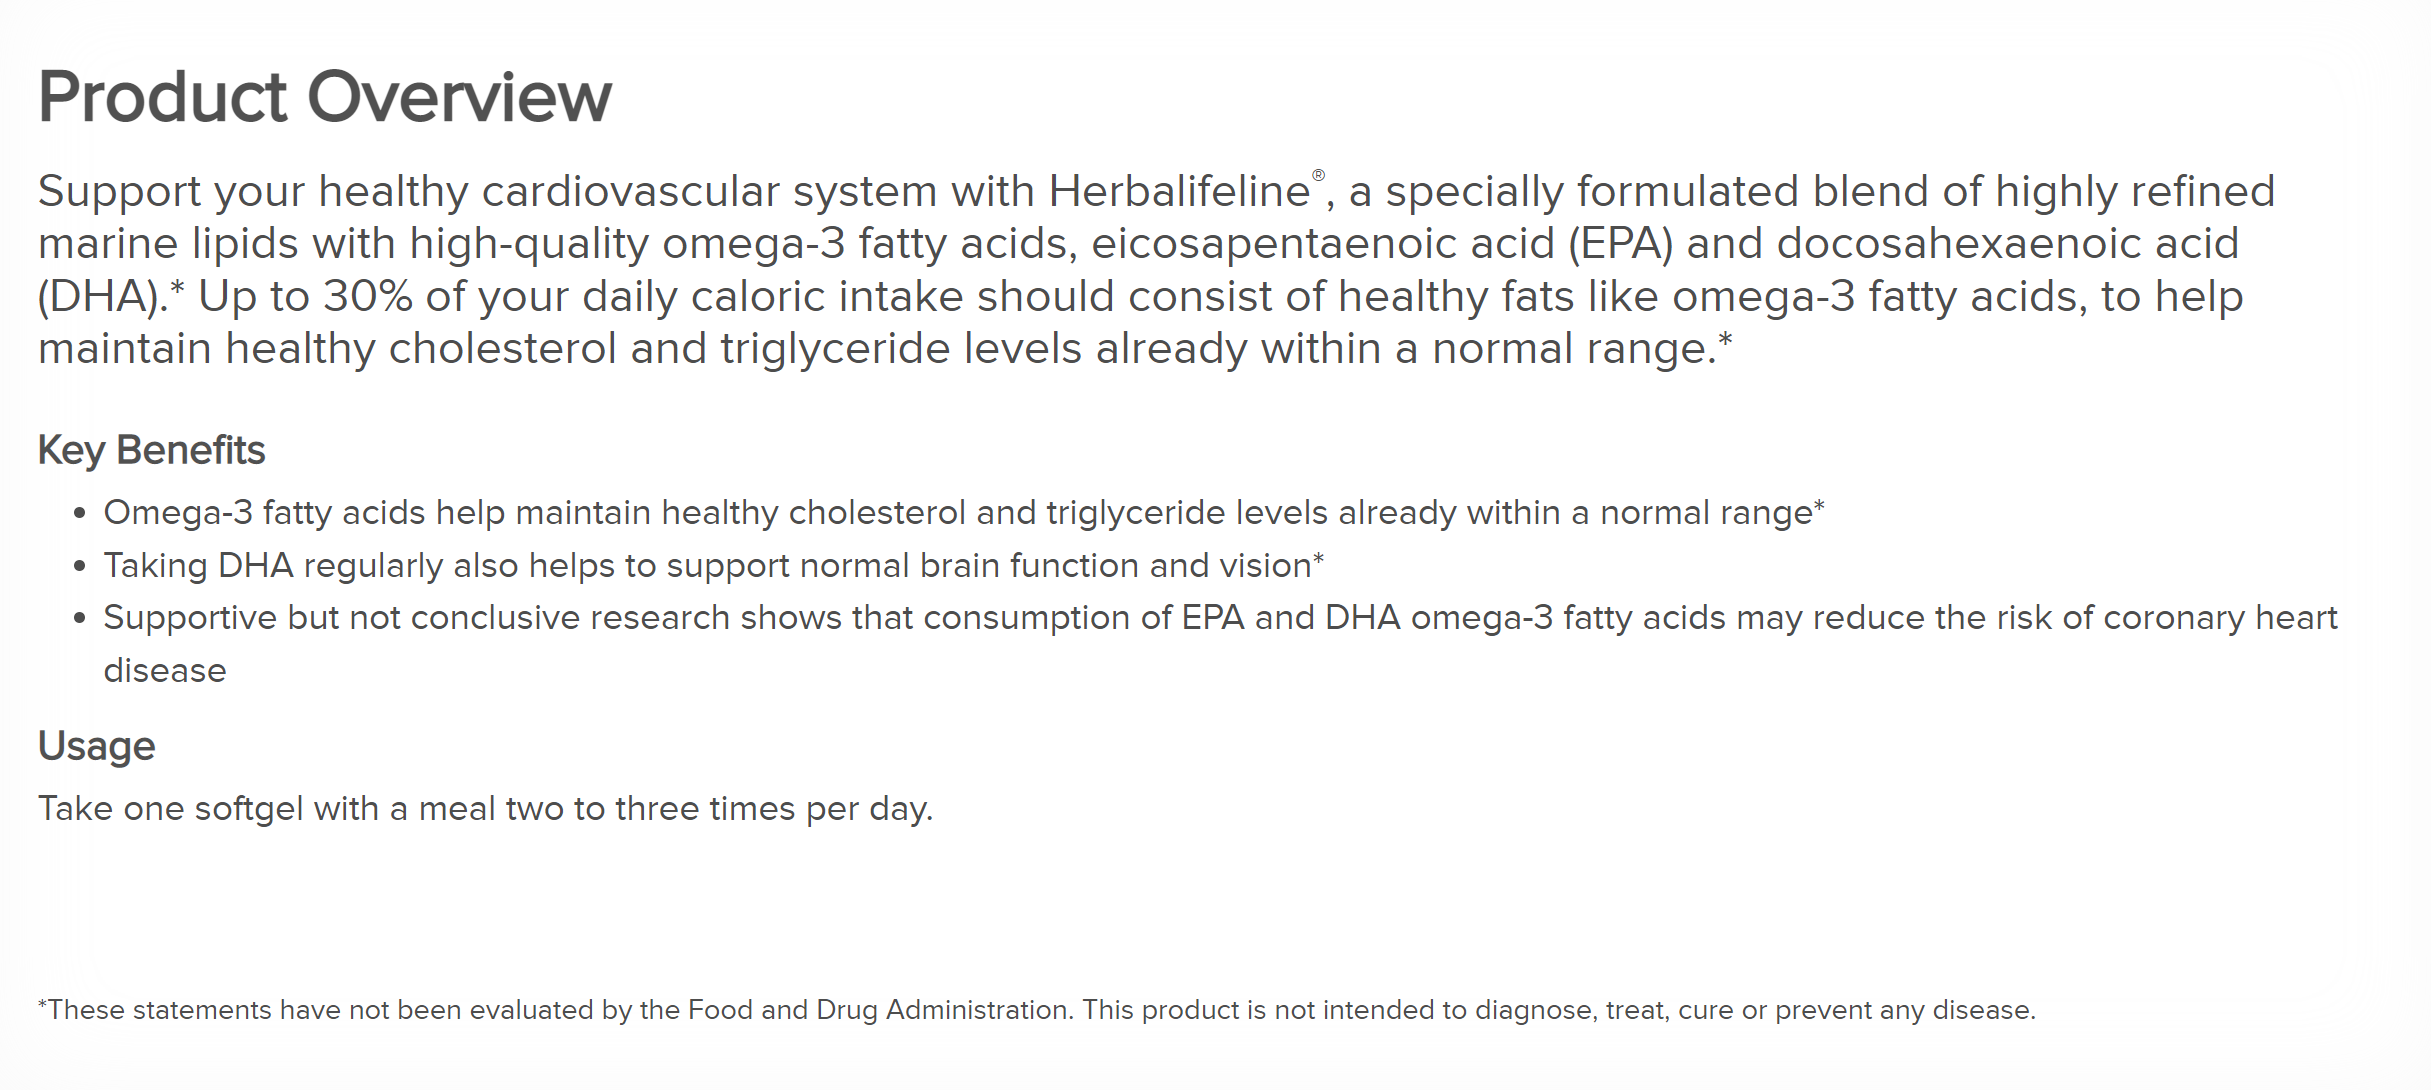 Product Overview
Support your healthy cardiovascular system with Herbalifeline®, a specially formulated blend of highly refined
marine lipids with high-quality omega-3 fatty acids, eicosapentaenoic acid (EPA) and docosahexaenoic acid
(DHA).* Up to 30% of your daily caloric intake should consist of healthy fats like omega-3 fatty acids, to help
maintain healthy cholesterol and triglyceride levels already within a normal range.*
Key Benefits
• Omega-3 fatty acids help maintain healthy cholesterol and triglyceride levels already within a normal range*
• Taking DHA regularly also helps to support normal brain function and vision*
• Supportive but not conclusive research shows that consumption of EPA and DHA omega-3 fatty acids may reduce the risk of coronary heart
disease
Usage
Take one softgel with a meal two to three times per day.
*These statements have not been evaluated by the Food and Drug Administration. This product is not intended to diagnose, treat, cure or prevent any disease.